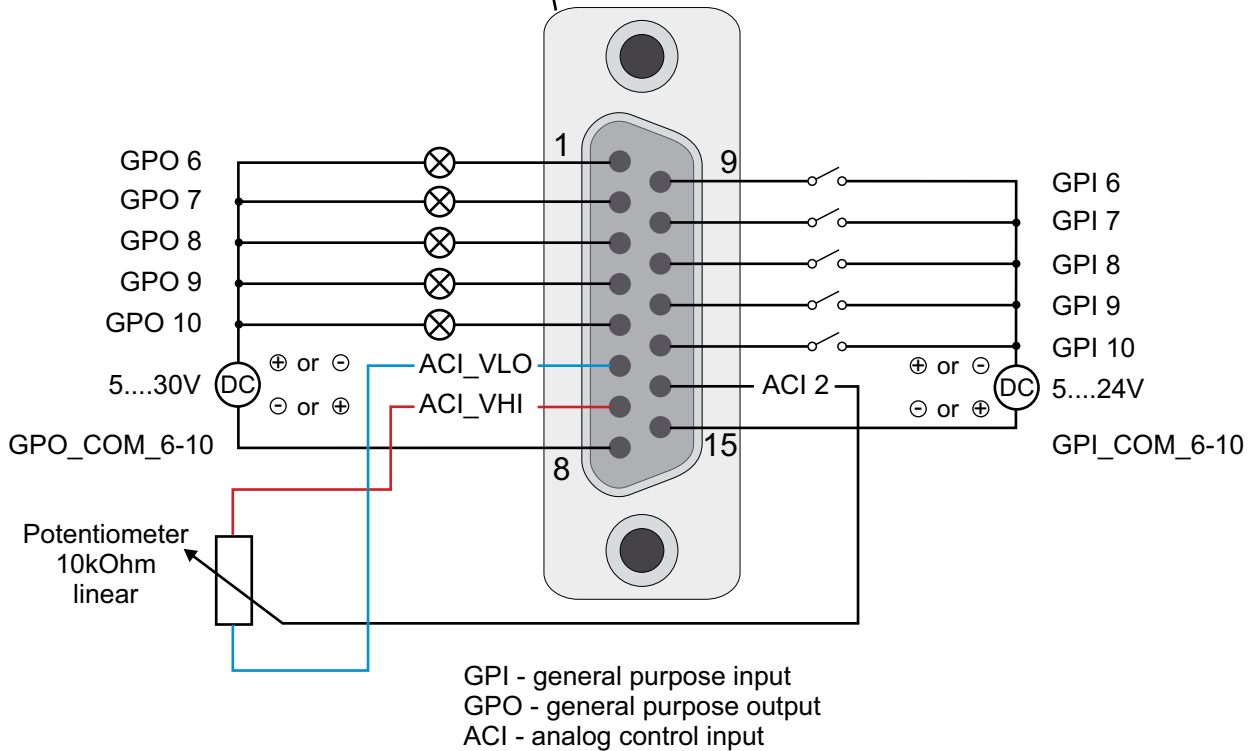 1
9
GPO 6
GPO 7
GPO 8
GPO 9
GPO 10
GPI 6
GPI 7
GPI 8
GPI 9
GPI 10
5....30V
DC
⊕ or ⊖
⊖ or ⊕
ACI_VLO
ACI_VHI
ACI 2
⊕ or ⊖
⊖ or ⊕
DC
5....24V
GPO_COM_6-10
8
15
GPI_COM_6-10
Potentiometer
10kOhm
linear
GPI - general purpose input
GPO - general purpose output
ACI - analog control input